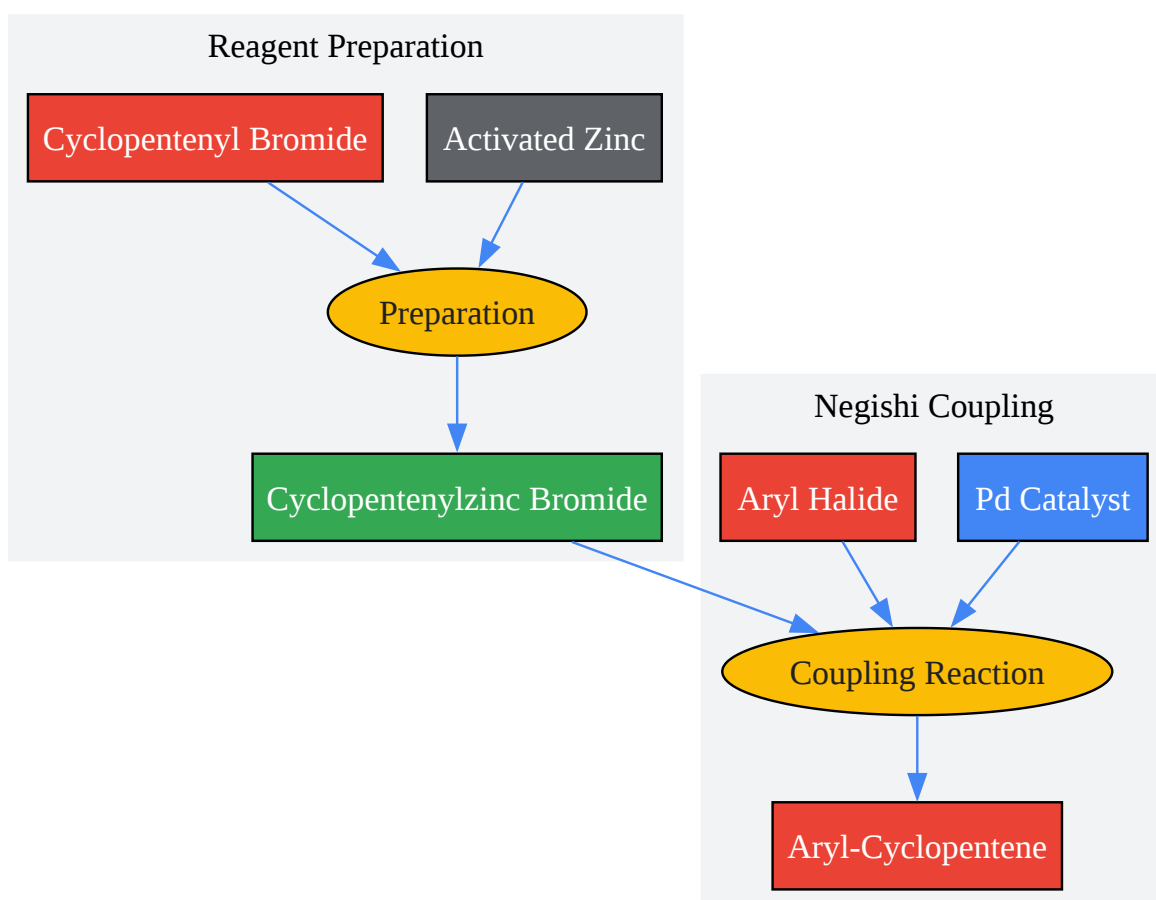 Reagent Preparation
Cyclopentenyl Bromide
Activated Zinc
Preparation
Cyclopentenylzinc Bromide
Negishi Coupling
Aryl Halide
Pd Catalyst
Coupling Reaction
Aryl-Cyclopentene